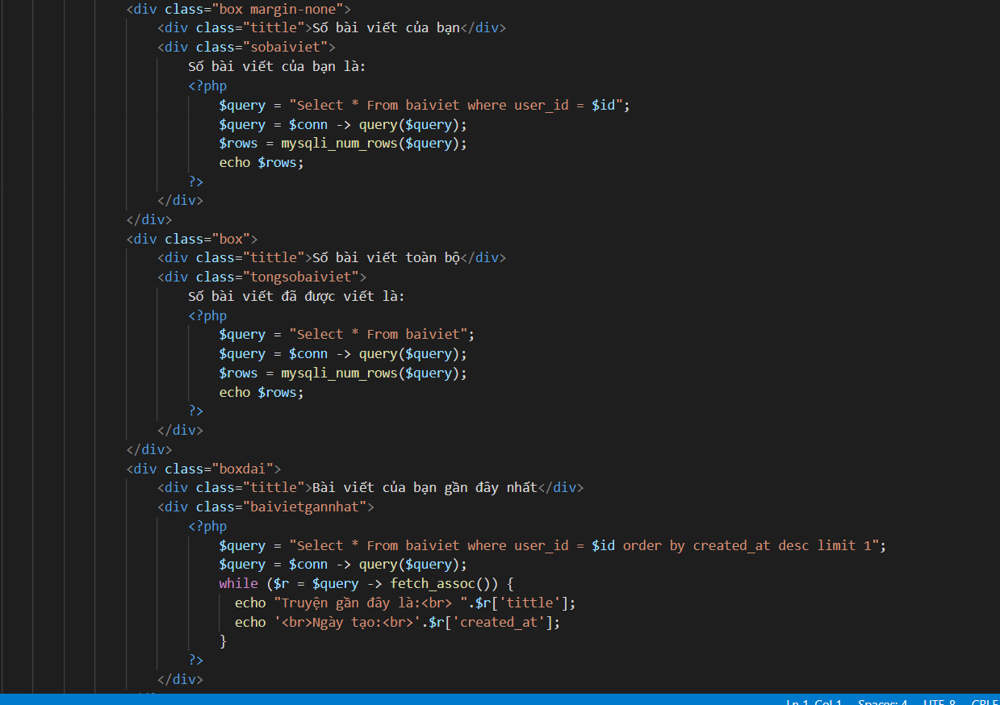 <div class="box margin-none">
<div class="tittle">Số bài viết của bạn</div>
<div class="sobaiviet">
Số bài viết của bạn là:
<?php
$query = "Select * From baiviet where user_id = $id";
$query = $conn -> query($query);
$rows = mysqli_num_rows($query);
echo $rows;
?>
</div>
</div>
<div class="box">
<div class="tittle">Số bài viết toàn bộ</div>
<div class="tongsobaiviet">
Số bài viết đã được viết là:
<?php
$query = "Select * From baiviet";
$query = $conn -> query($query);
$rows = mysqli_num_rows($query);
echo $rows;
?>
</div>
</div>
<div class="boxdai">
<div class="tittle">Bài viết của bạn gần đây nhất</div>
<div class="baivietgannhat">
<?php
$query = "Select * From baiviet where user_id = $id order by created_at desc limit 1";
$query = $conn -> query($query);
while ($r = $query -> fetch_assoc()) {
echo "Truyện gần đây là:<br> ".$r['tittle'];
echo '<br>Ngày tạo:<br>'.$r['created_at'];
}
?>
</div>
Ln 1, Col 1 Spaces: 4 UTF-8 CRLF